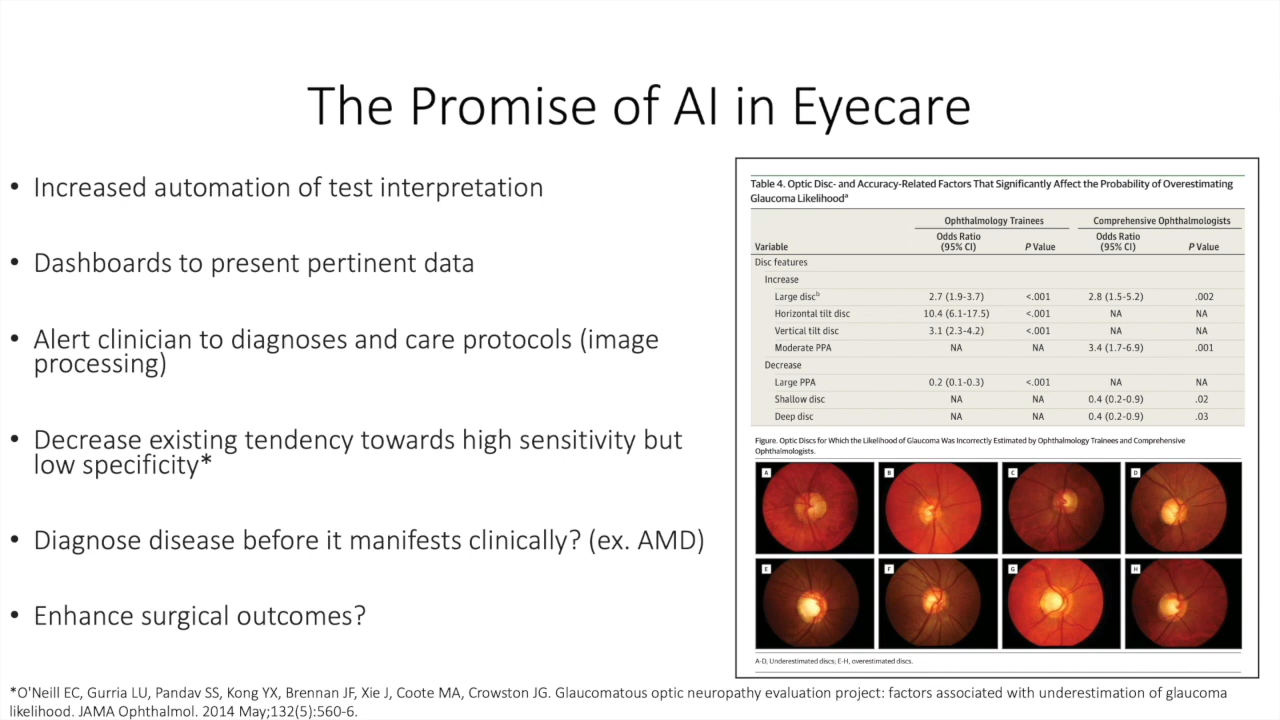 The Promise of AI in Eyecare
• Increased automation of test interpretation
• Dashboards to present pertinent data
• Alert clinician to diagnoses and care protocols (image
processing)
• Decrease existing tendency towards high sensitivity but
low specificity*
• Diagnose disease before it manifests clinically? (ex. AMD)
• Enhance surgical outcomes?
Table 4. Optic Disc- and Accuracy-Related Factors That Significantly Affect the Probability of Overestimating
Glaucoma Likelihoodᵃ
Ophthalmology Trainees Comprehensive Ophthalmologists
Variable Odds Ratio (95% CI) P Value Odds Ratio (95% CI) P Value
Disc features
Increase
Large discᵇ 2.7 (1.9-3.7) <.001 2.8 (1.5-5.2) .002
Horizontal tilt disc 10.4 (6.1-17.5) <.001 NA NA
Vertical tilt disc 3.1 (2.3-4.2) <.001 NA NA
Moderate PPA NA NA 3.4 (1.7-6.9) .001
Decrease
Large PPA 0.2 (0.1-0.3) <.001 NA NA
Shallow disc NA NA 0.4 (0.2-0.9) .02
Deep disc NA NA 0.4 (0.2-0.9) .03
Figure. Optic Discs for Which the Likelihood of Glaucoma Was Incorrectly Estimated by Ophthalmology Trainees and Comprehensive
Ophthalmologists.
A B C D
E F G H
A-D, Underestimated discs; E-H, overestimated discs.
*O'Neill EC, Gurria LU, Pandav SS, Kong YX, Brennan JF, Xie J, Coote MA, Crowston JG. Glaucomatous optic neuropathy evaluation project: factors associated with underestimation of glaucoma
likelihood. JAMA Ophthalmol. 2014 May;132(5):560-6.